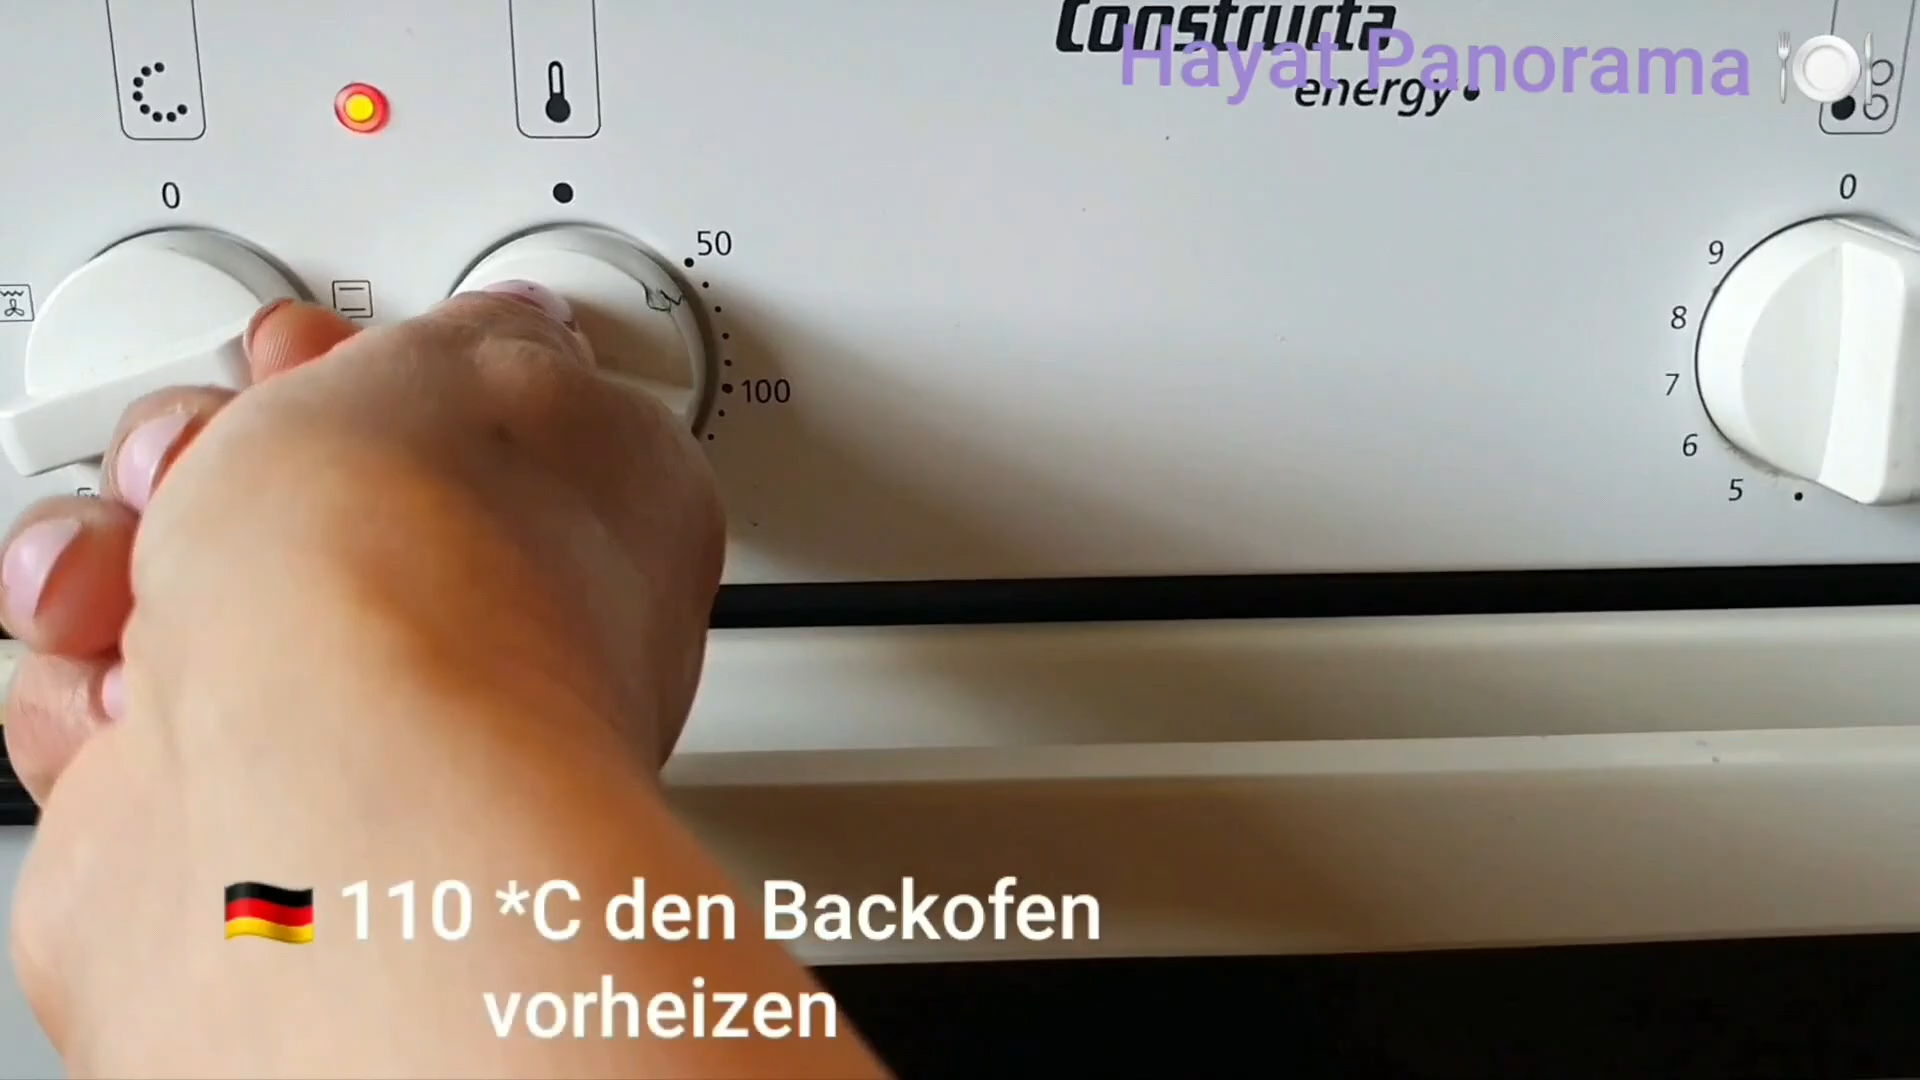 Constructa
energy
Hayat Panorama
0
50
100
0
9
8
7
6
5
110 *C den Backofen
vorheizen